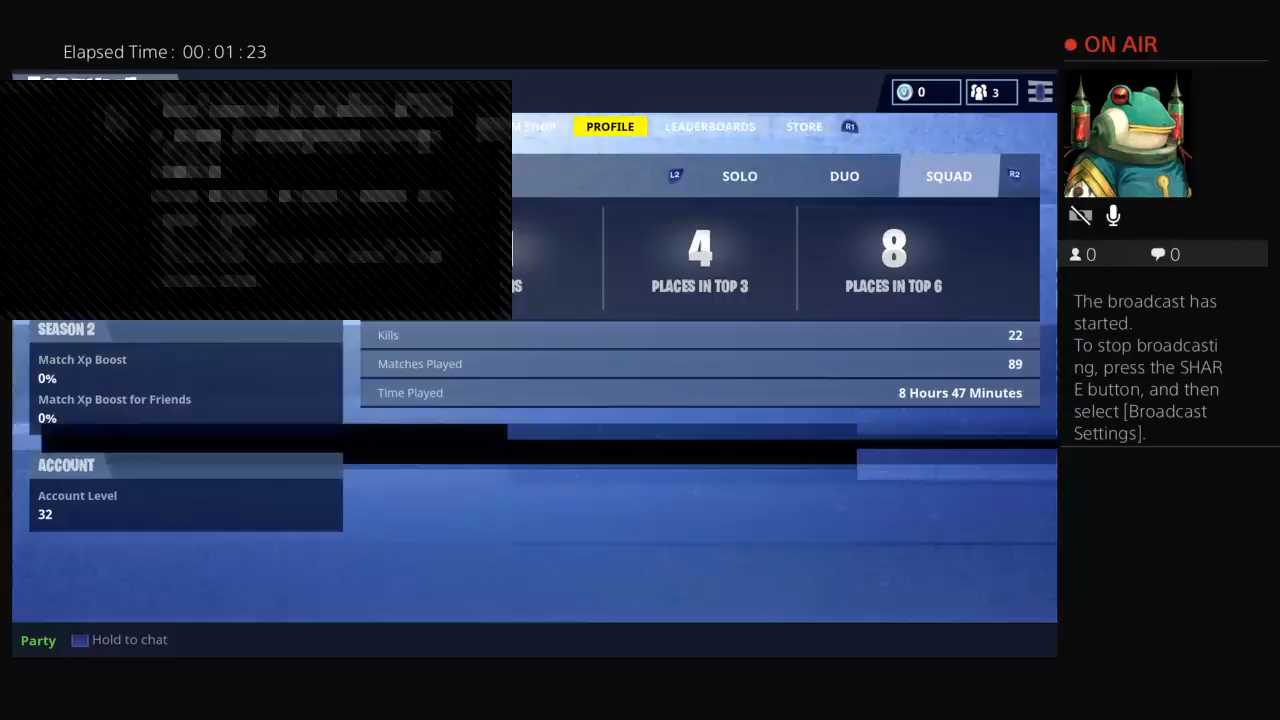 Elapsed Time: 00:01:23
ON AIR
0
3
PROFILE
LEADERBOARDS
STORE
R1
L2
SOLO
DUO
SQUAD
R2
4
8
PLACES IN TOP 3
PLACES IN TOP 6
0
0
The broadcast has
started.
To stop broadcasti
ng, press the SHAR
E button, and then
select [Broadcast
Settings].
SEASON 2
Match Xp Boost
0%
Match Xp Boost for Friends
0%
Kills
22
Matches Played
89
Time Played
8 Hours 47 Minutes
ACCOUNT
Account Level
32
Party
Hold to chat